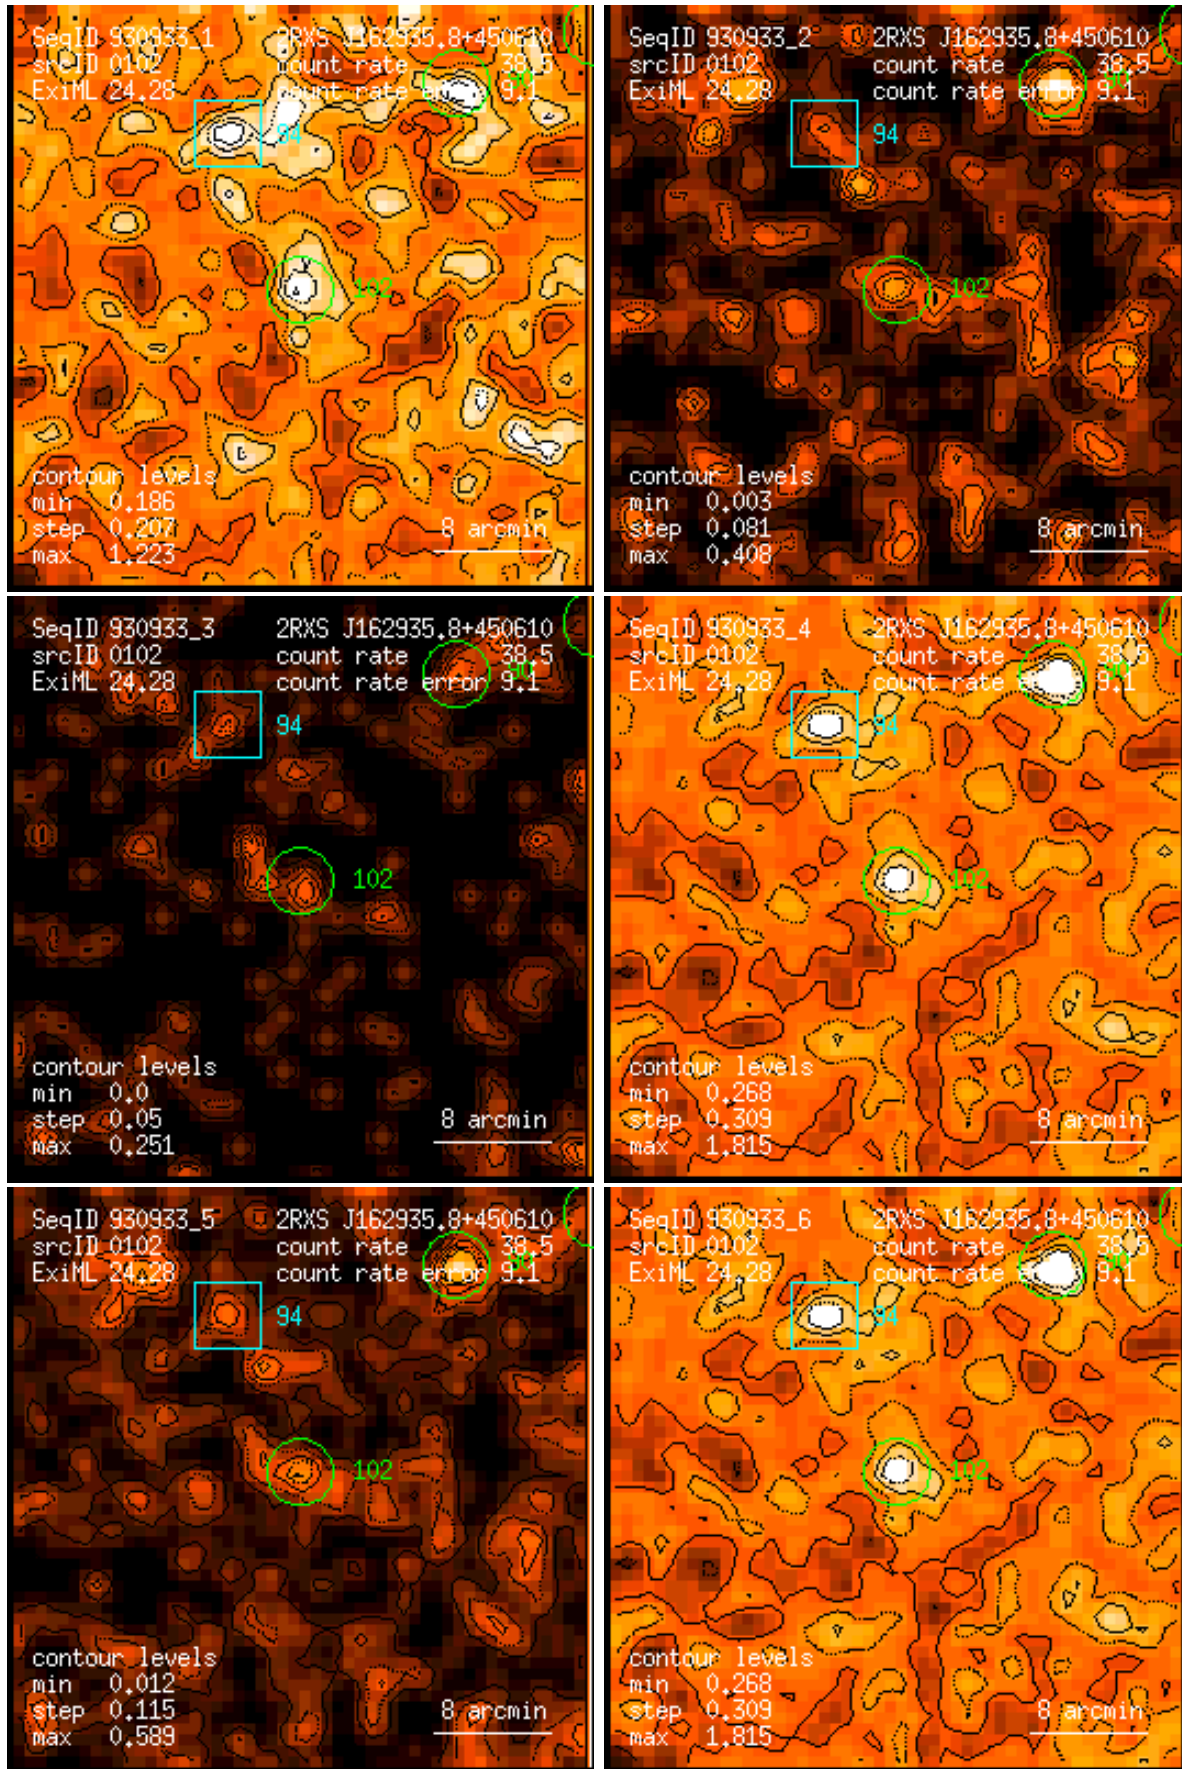 SeqID 930933_1 2RXS J162935.8+450610
srcID 0102 count rate 38.5
ExiML 24.28 count rate error 9.1
90
94
102
contour levels
min 0.186
step 0.207
max 1.223
8 arcmin
SeqID 930933_2 2RXS J162935.8+450610
srcID 0102 count rate 38.5
ExiML 24.28 count rate error 9.1
90
94
102
contour levels
min 0.003
step 0.081
max 0.408
8 arcmin
SeqID 930933_3 2RXS J162935.8+450610
srcID 0102 count rate 38.5
ExiML 24.28 count rate error 9.1
90
94
102
contour levels
min 0.0
step 0.05
max 0.251
8 arcmin
SeqID 930933_4 2RXS J162935.8+450610
srcID 0102 count rate 38.5
ExiML 24.28 count rate error 9.1
90
94
102
contour levels
min 0.268
step 0.309
max 1.815
8 arcmin
SeqID 930933_5 2RXS J162935.8+450610
srcID 0102 count rate 38.5
ExiML 24.28 count rate error 9.1
90
94
102
contour levels
min 0.012
step 0.115
max 0.589
8 arcmin
SeqID 930933_6 2RXS J162935.8+450610
srcID 0102 count rate 38.5
ExiML 24.28 count rate error 9.1
90
94
102
contour levels
min 0.268
step 0.309
max 1.815
8 arcmin